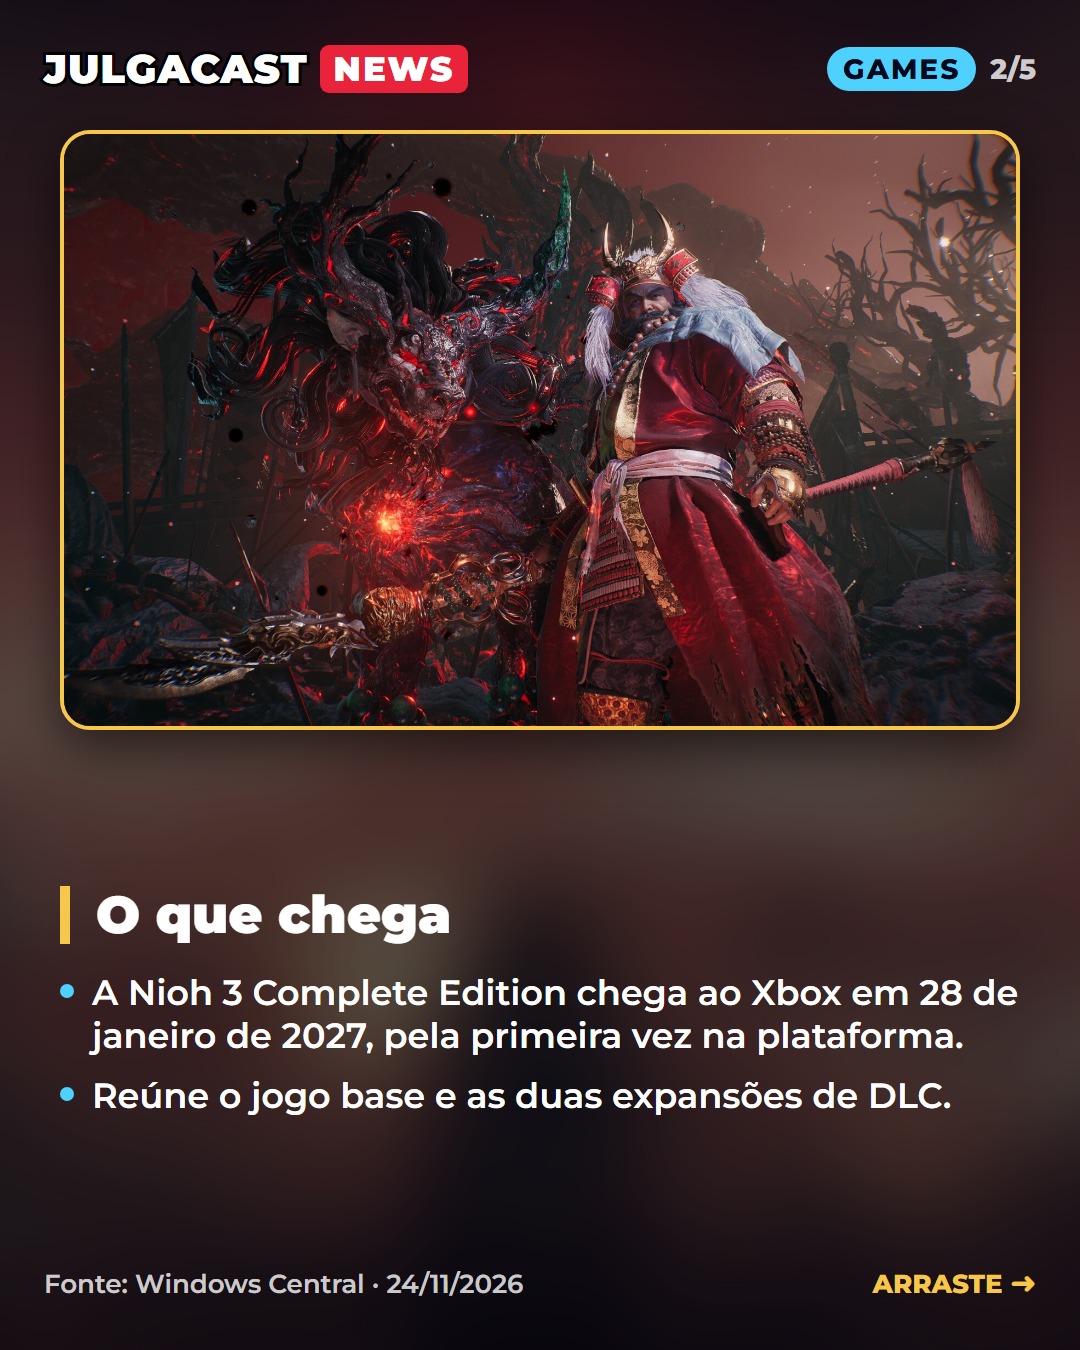 JULGACAST NEWS
GAMES 2/5
O que chega
• A Nioh 3 Complete Edition chega ao Xbox em 28 de
janeiro de 2027, pela primeira vez na plataforma.
• Reúne o jogo base e as duas expansões de DLC.
Fonte: Windows Central · 24/11/2026
ARRASTE →